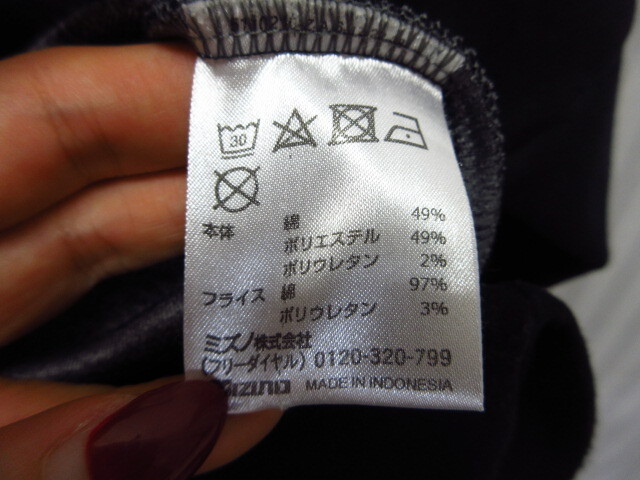 30
本体 綿 49%
ポリエステル 49%
ポリウレタン 2%
フライス 綿 97%
ポリウレタン 3%
ミズノ株式会社
(フリーダイヤル) 0120-320-799
MIZUNO MADE IN INDONESIA